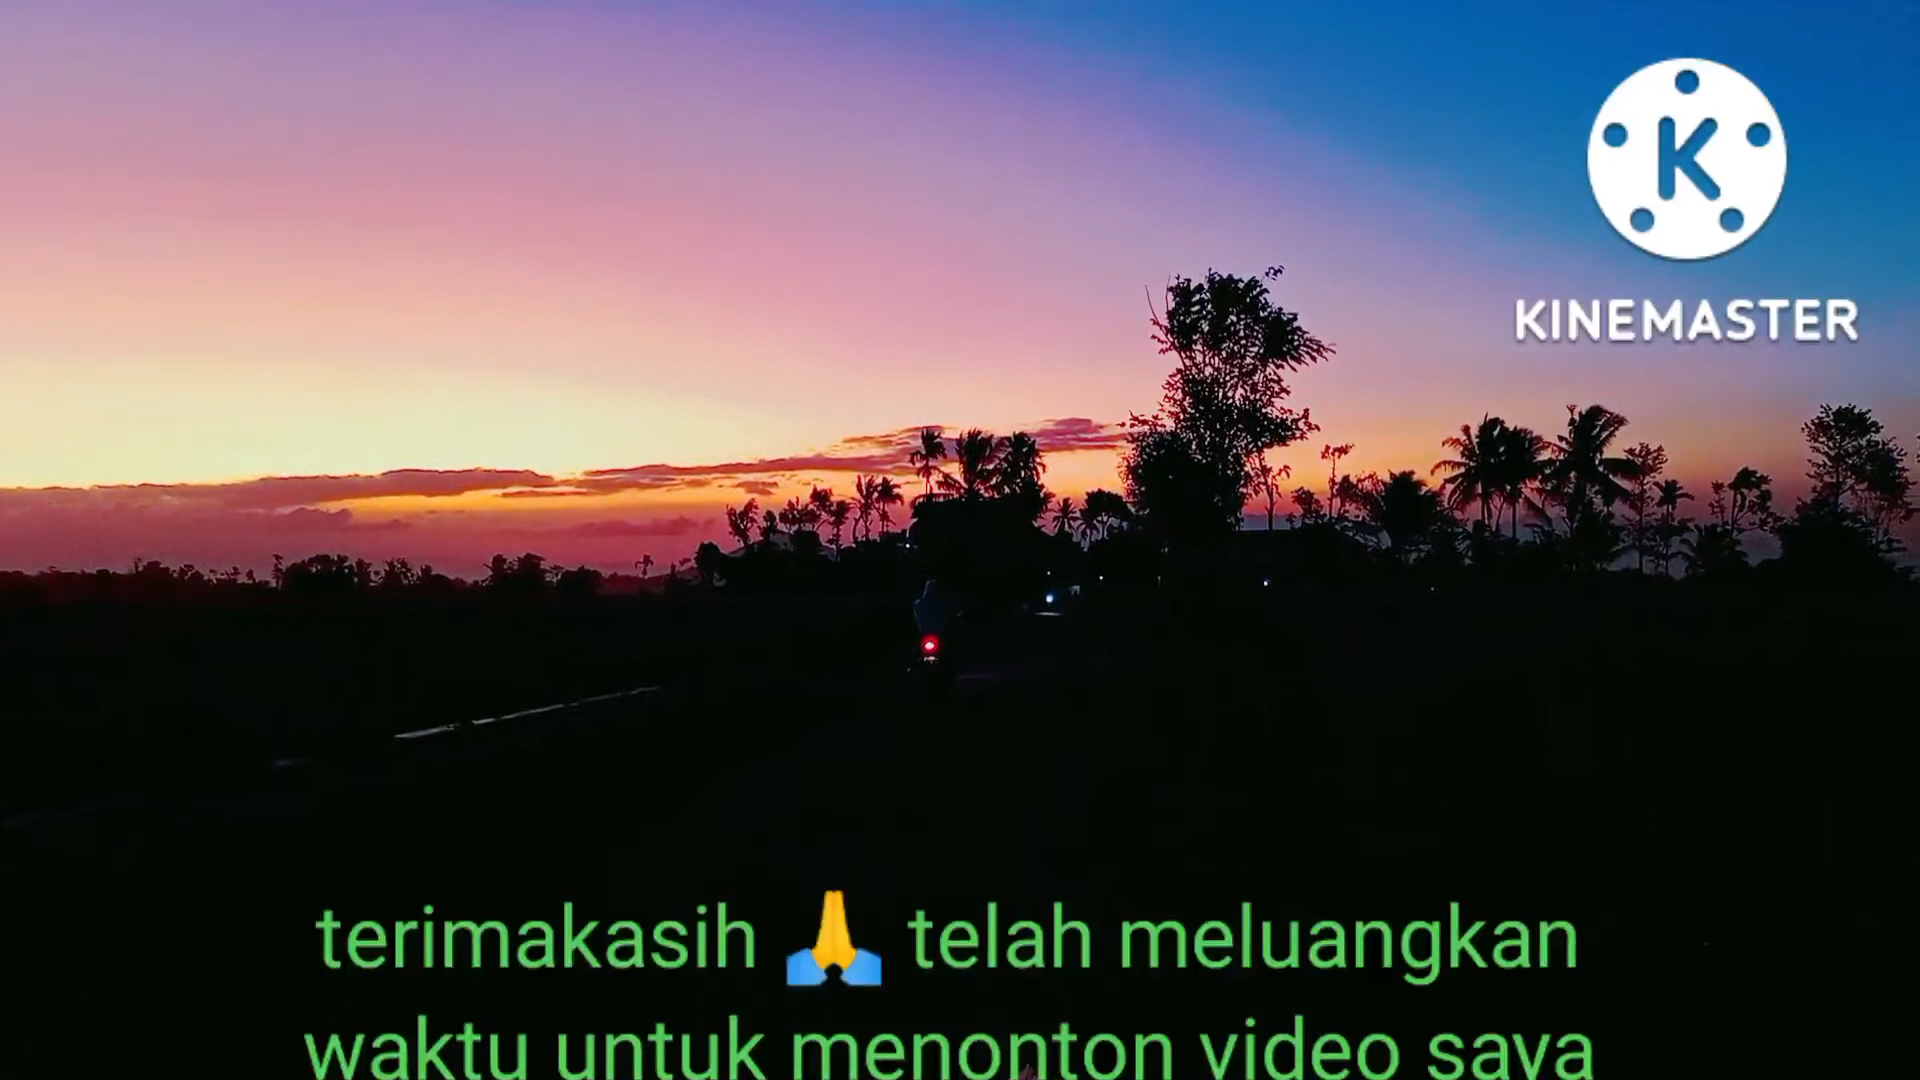 KINEMASTER
terimakasih 🙏 telah meluangkan
waktu untuk menonton video saya